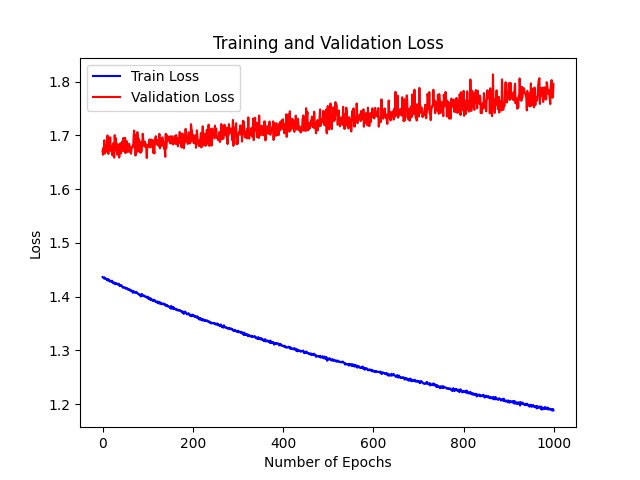 Training and Validation Loss
Train Loss
Validation Loss
1.8
1.7
1.6
1.5
1.4
1.3
1.2
Loss
0 200 400 600 800 1000
Number of Epochs